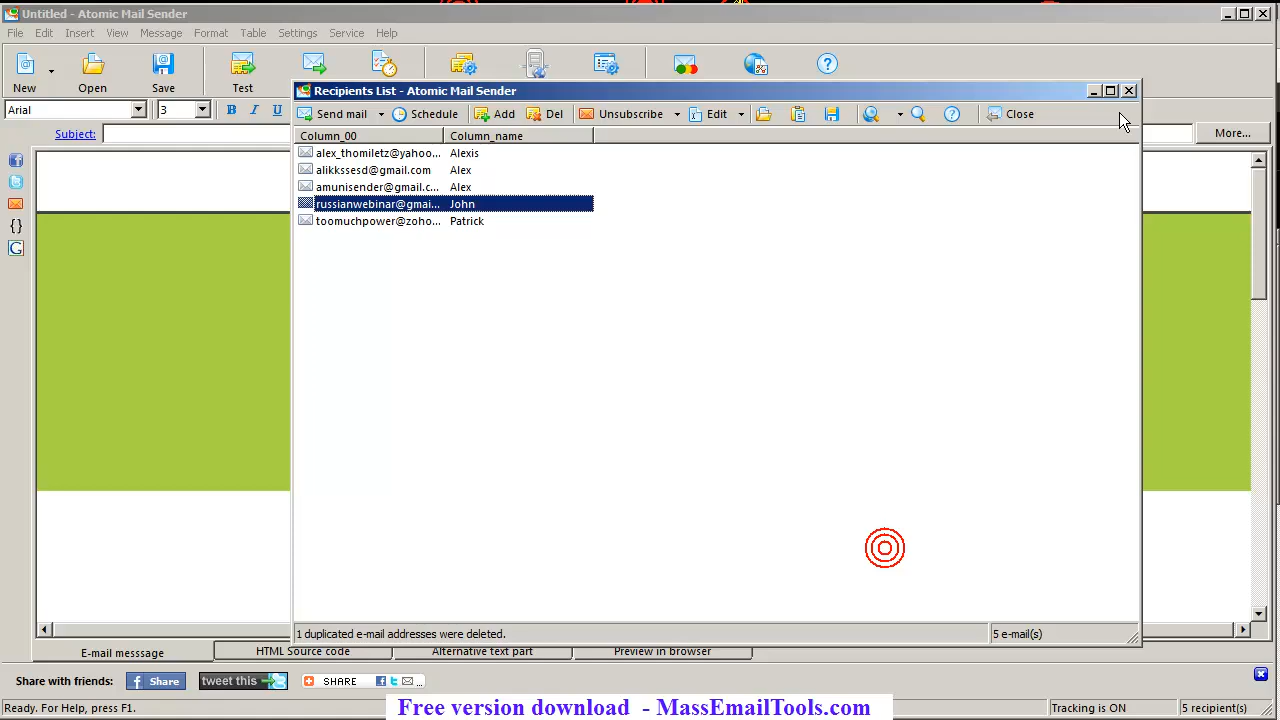 Untitled - Atomic Mail Sender
File Edit Insert View Message Format Table Settings Service Help
New Open Save Test
Recipients List - Atomic Mail Sender
Arial 3 B I U
Send mail Schedule Add Del Unsubscribe Edit Close
Subject: More...
Column_00 Column_name
alex_thomiletz@yahoo... Alexis
alikkssesd@gmail.com Alex
amunisender@gmail.c... Alex
russianwebinar@gmai... John
toomuchpower@zoho... Patrick
{}
G
1 duplicated e-mail addresses were deleted. 5 e-mail(s)
E-mail messsage HTML Source code Alternative text part Preview in browser
Share with friends: f Share tweet this SHARE ...
Ready. For Help, press F1. Tracking is ON 5 recipient(s)
Free version download - MassEmailTools.com